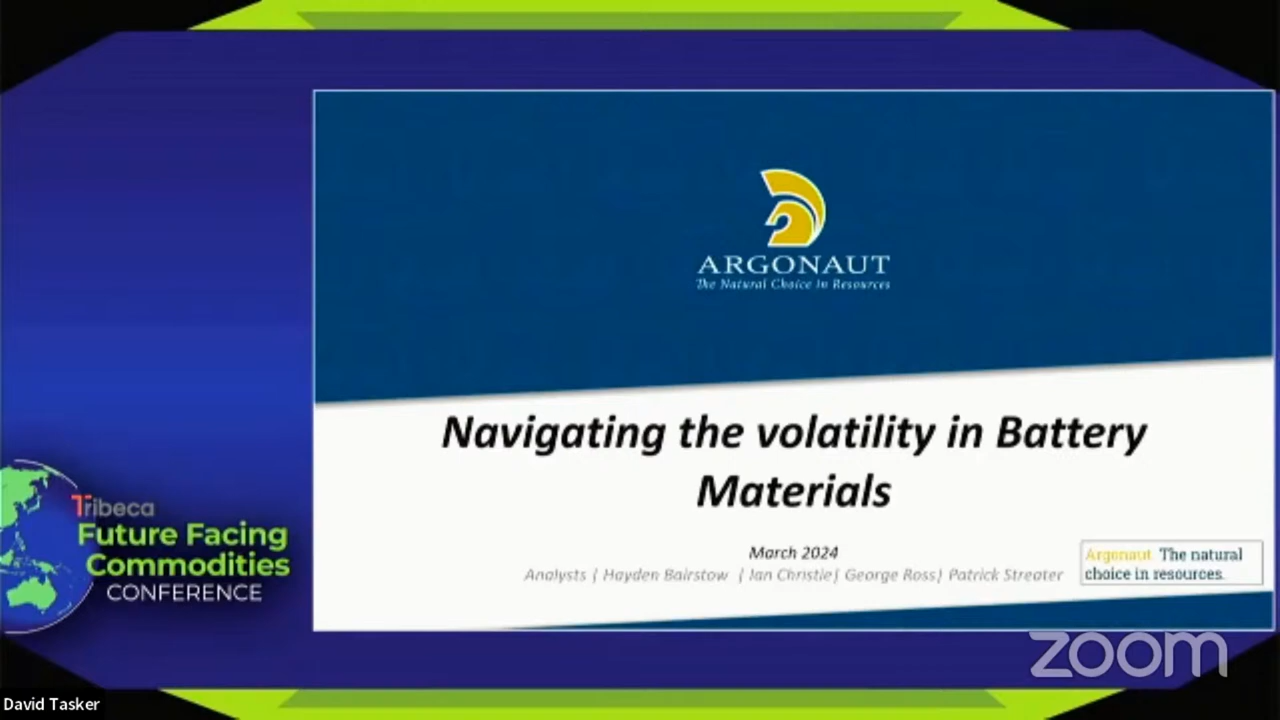 ARGONAUT
The Natural Choice In Resources
Navigating the volatility in Battery
Materials
March 2024
Analysts | Hayden Bairstow | Ian Christie| George Ross| Patrick Streater
Argonaut The natural
choice in resources.
Tribeca
Future Facing
Commodities
CONFERENCE
zoom
David Tasker